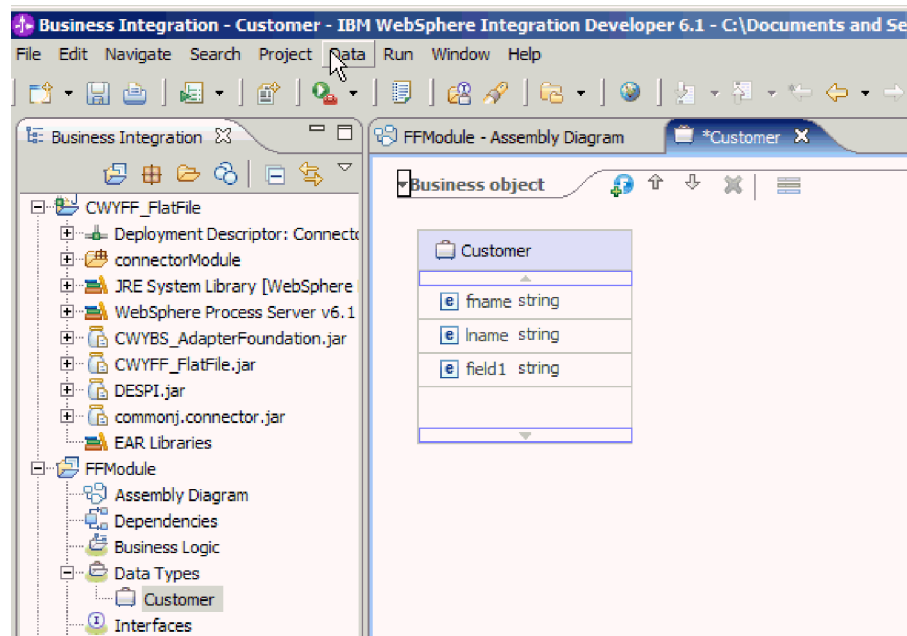 Business Integration - Customer - IBM WebSphere Integration Developer 6.1 - C:\Documents and Se
File Edit Navigate Search Project Data Run Window Help
Business Integration
FFModule - Assembly Diagram
*Customer
Business object
CWYFF_FlatFile
Deployment Descriptor: Connecto
connectorModule
JRE System Library [WebSphere
WebSphere Process Server v6.1
CWYBS_AdapterFoundation.jar
CWYFF_FlatFile.jar
DESPI.jar
commonj.connector.jar
EAR Libraries
FFModule
Assembly Diagram
Dependencies
Business Logic
Data Types
Customer
Interfaces
Customer
e fname string
e lname string
e field1 string